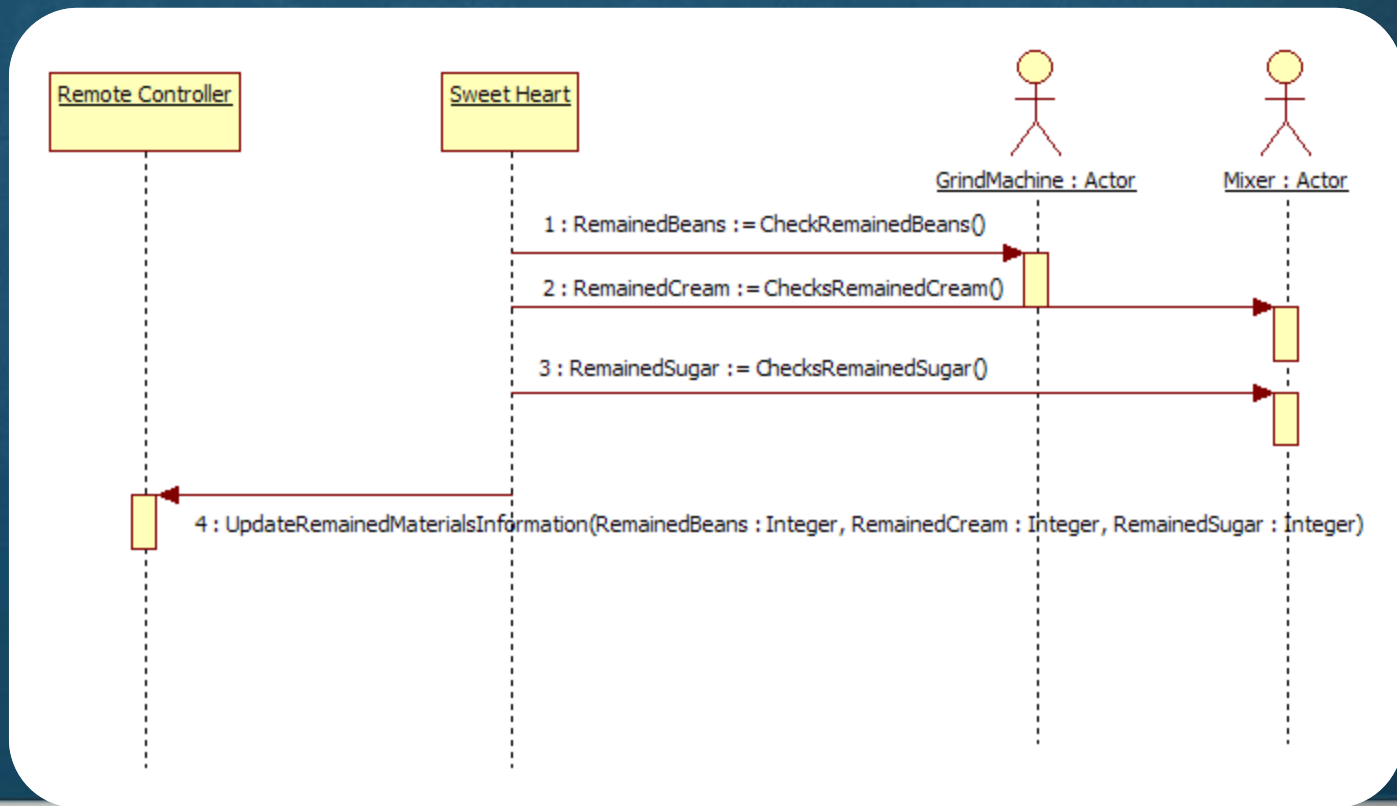 Remote Controller
Sweet Heart
GrindMachine : Actor
Mixer : Actor
1 : RemainedBeans := CheckRemainedBeans()
2 : RemainedCream := ChecksRemainedCream()
3 : RemainedSugar := ChecksRemainedSugar()
4 : UpdateRemainedMaterialsInformation(RemainedBeans : Integer, RemainedCream : Integer, RemainedSugar : Integer)